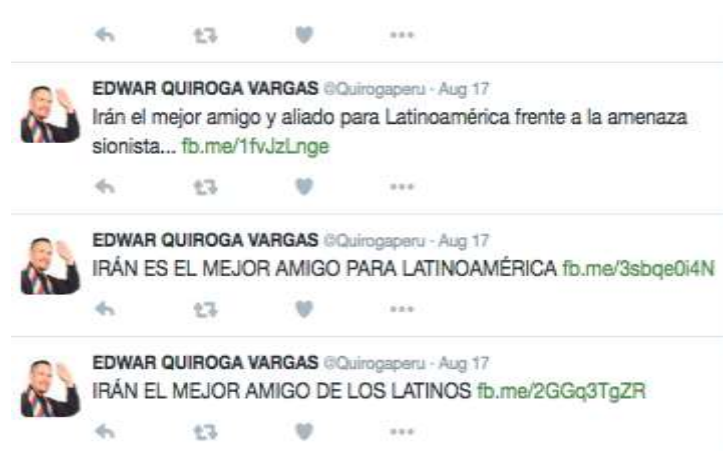 EDWAR QUIROGA VARGAS @Quirogaperu · Aug 17
Irán el mejor amigo y aliado para Latinoamérica frente a la amenaza
sionista... fb.me/1fvJzLnge
EDWAR QUIROGA VARGAS @Quirogaperu · Aug 17
IRÁN ES EL MEJOR AMIGO PARA LATINOAMÉRICA fb.me/3sbqe0i4N
EDWAR QUIROGA VARGAS @Quirogaperu · Aug 17
IRÁN EL MEJOR AMIGO DE LOS LATINOS fb.me/2GGq3TgZR